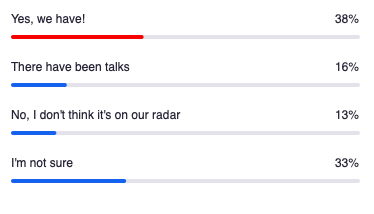 Yes, we have! 38%
There have been talks 16%
No, I don't think it's on our radar 13%
I'm not sure 33%